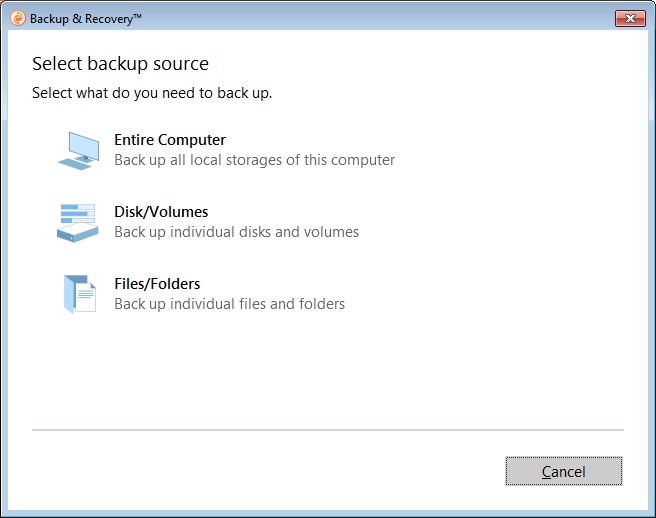 Backup & Recovery™
Select backup source
Select what do you need to back up.
Entire Computer
Back up all local storages of this computer
Disk/Volumes
Back up individual disks and volumes
Files/Folders
Back up individual files and folders
Cancel